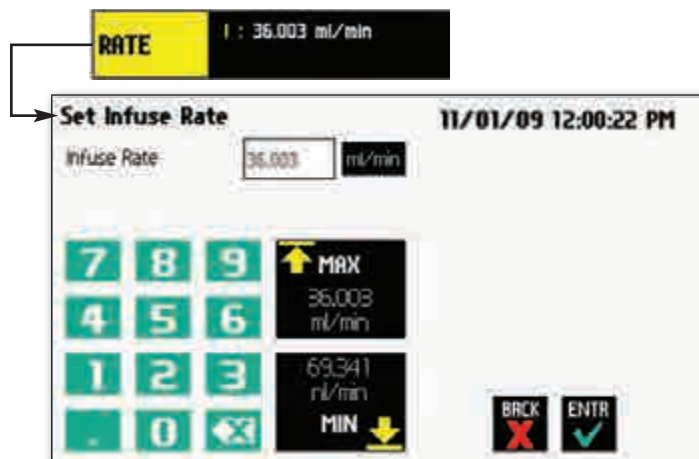 RATE
I : 36.003 ml/min
Set Infuse Rate 11/01/09 12:00:22 PM
Infuse Rate 36.003 ml/min
7 8 9
MAX
36.003
ml/min
4 5 6
1 2 3
69.341
nl/min
MIN
. 0
BACK ENTR